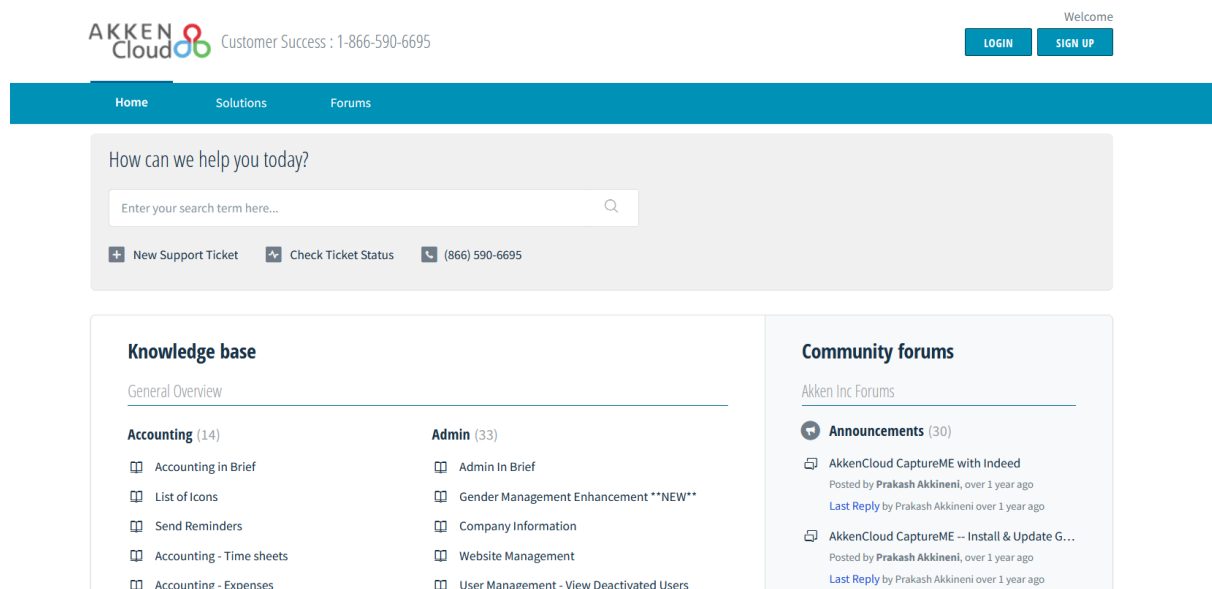 AKKEN
Cloud
Customer Success : 1-866-590-6695
Welcome
LOGIN
SIGN UP
Home
Solutions
Forums
How can we help you today?
Enter your search term here...
New Support Ticket
Check Ticket Status
(866) 590-6695
Knowledge base
General Overview
Accounting (14)
Accounting in Brief
List of Icons
Send Reminders
Accounting - Time sheets
Accounting - Expenses
Admin (33)
Admin In Brief
Gender Management Enhancement **NEW**
Company Information
Website Management
User Management - View Deactivated Users
Community forums
Akken Inc Forums
Announcements (30)
AkkenCloud CaptureME with Indeed
Posted by Prakash Akkineni, over 1 year ago
Last Reply by Prakash Akkineni over 1 year ago
AkkenCloud CaptureME -- Install & Update G...
Posted by Prakash Akkineni, over 1 year ago
Last Reply by Prakash Akkineni over 1 year ago